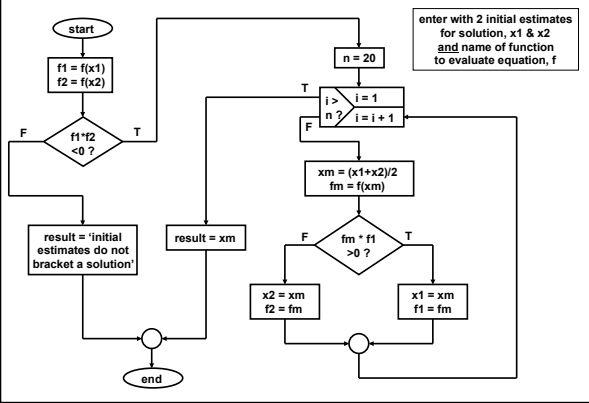 start
f1 = f(x1)
f2 = f(x2)
F
f1*f2
<0 ?
T
result = ‘initial
estimates do not
bracket a solution’
enter with 2 initial estimates
for solution, x1 & x2
and name of function
to evaluate equation, f
n = 20
T
i >
n ?
i = 1
i = i + 1
F
xm = (x1+x2)/2
fm = f(xm)
F
fm * f1
>0 ?
T
result = xm
x2 = xm
f2 = fm
x1 = xm
f1 = fm
end